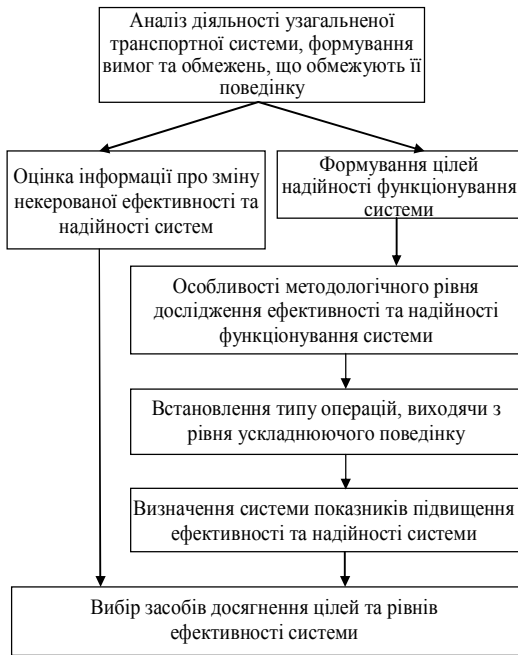 Аналіз діяльності узагальненої
транспортної системи, формування
вимог та обмежень, що обмежують її
поведінку
Оцінка інформації про зміну
некерованої ефективності та
надійності систем
Формування цілей
надійності функціонування
системи
Особливості методологічного рівня
дослідження ефективності та надійності
функціонування системи
Встановлення типу операцій, виходячи з
рівня ускладнюючого поведінку
Визначення системи показників підвищення
ефективності та надійності системи
Вибір засобів досягнення цілей та рівнів
ефективності системи